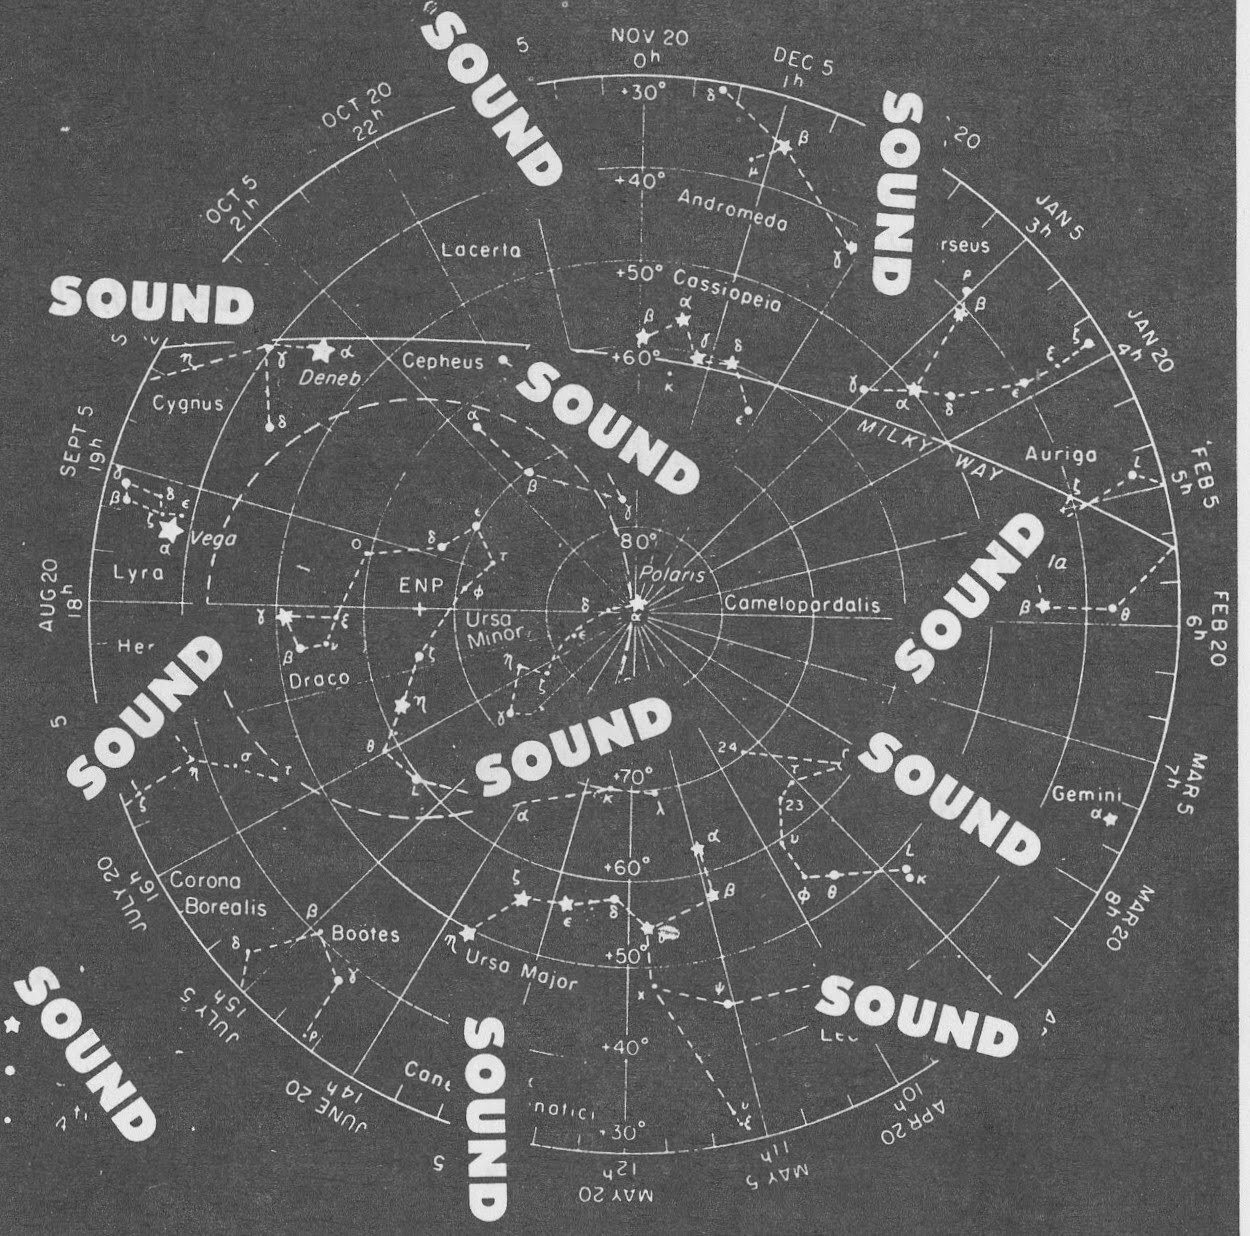 SOUND
5
NOV 20
0h
DEC 5
1h
+30°
δ
OCT 20
22h
SOUND
20
β
μ
+40°
Andromeda
OCT 5
21h
JAN 5
3h
γ
rseus
Lacerta
+50°
Cassiopeia
ρ
β
SOUND
α
β
γ
δ
JAN 20
4h
ζ
η
γ
α
Deneb
Cepheus
+60°
κ
ε
SOUND
γ
α
δ
ε
ξ
Cygnus
δ
α
MILKY WAY
Auriga
ι
FEB 5
5h
SEPT 5
19h
γ
β
δ
ε
ζ
α
Vega
β
γ
ζ
ο
δ
ε
τ
80°
Polaris
α
SOUND
la
Lyra
AUG 20
18h
ENP
φ
δ
Camelopardalis
β
θ
FEB 20
6h
γ
ξ
β
ν
Ursa
Minor
ε
η
ζ
γ
Her
Draco
ζ
η
SOUND
5
θ
ι
SOUND
24
τ
23
υ
φ
θ
ι
κ
SOUND
MAR 5
7h
Gemini
α
η
σ
τ
ζ
+70°
α
κ
λ
α
β
MAR 20
8h
+60°
JULY 20
16h
Corona
Borealis
β
Bootes
δ
γ
ρ
ζ
ε
δ
γ
η
Ursa Major
+50°
χ
ψ
SOUND
JULY 5
15h
SOUND
+40°
SOUND
JUNE 20
14h
natici
υ
ξ
+30°
APR 20
10h
5
12h
MAY 20
11h
MAY 5